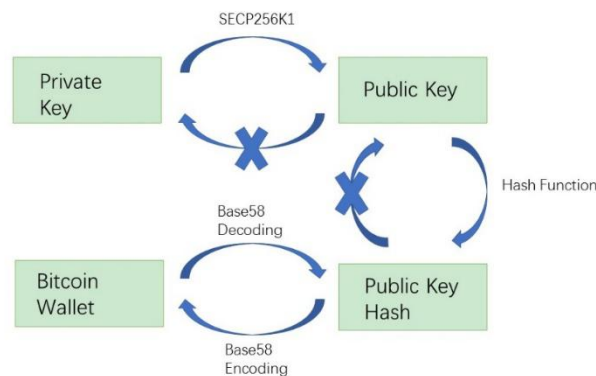 SECP256K1
Private
Key
Public Key
Hash Function
Base58
Decoding
Bitcoin
Wallet
Public Key
Hash
Base58
Encoding